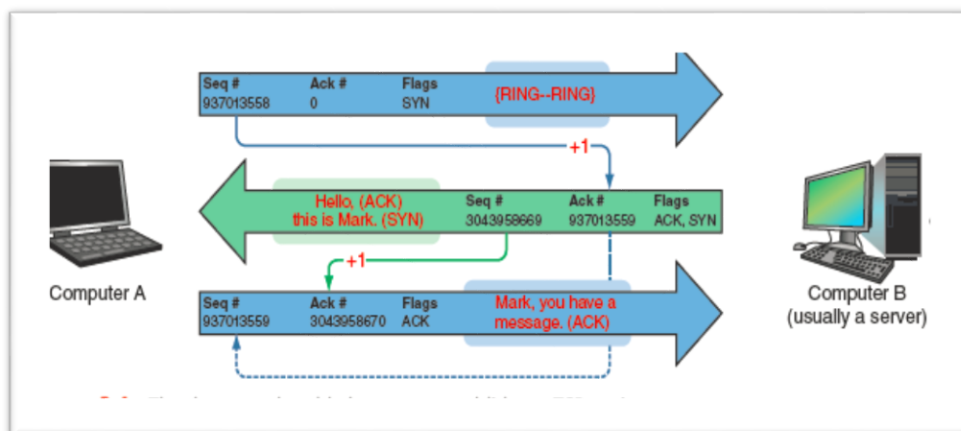 Seq # Ack # Flags
937013558 0 SYN
{RING--RING}
+1
Hello, (ACK)
this is Mark. (SYN)
Seq # Ack # Flags
3043958669 937013559 ACK, SYN
+1
Computer A
Computer B
(usually a server)
Seq # Ack # Flags
937013559 3043958670 ACK
Mark, you have a
message. (ACK)